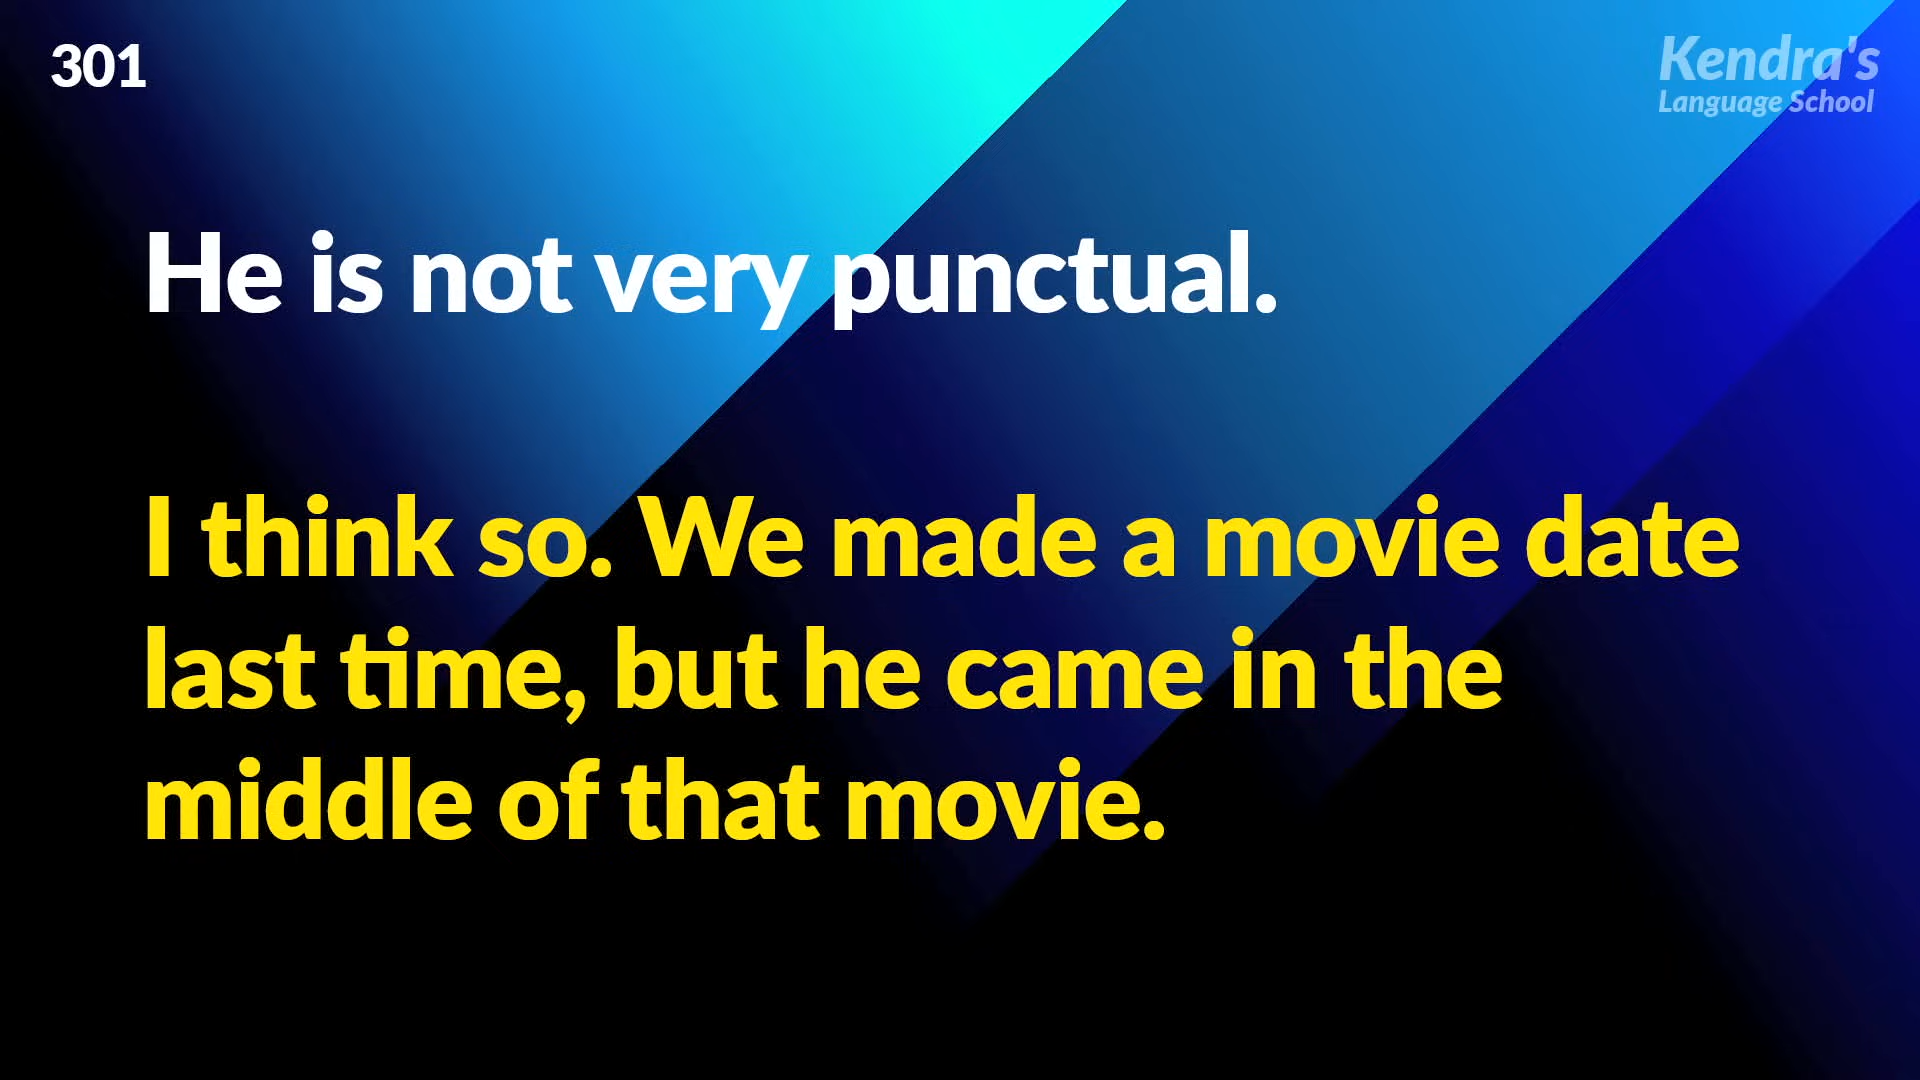 301
Kendra's
Language School
He is not very punctual.
I think so. We made a movie date
last time, but he came in the
middle of that movie.